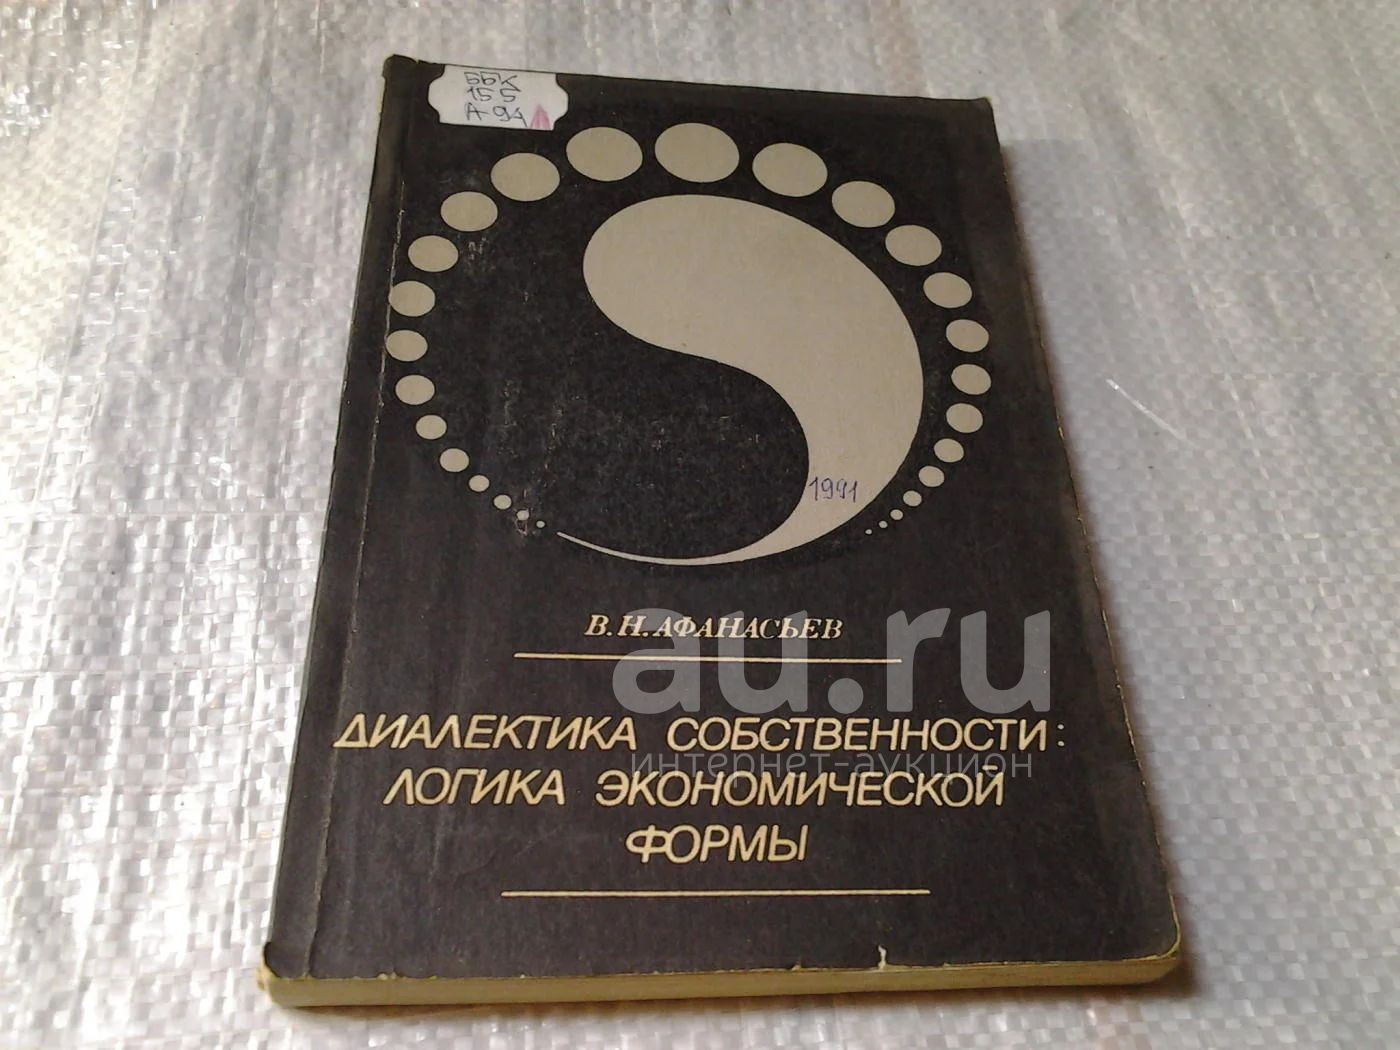 ББК
15 5
А 94
1991
В. Н. АФАНАСЬЕВ
au.ru
ДИАЛЕКТИКА СОБСТВЕННОСТИ:
интернет-аукцион
ЛОГИКА ЭКОНОМИЧЕСКОЙ
ФОРМЫ